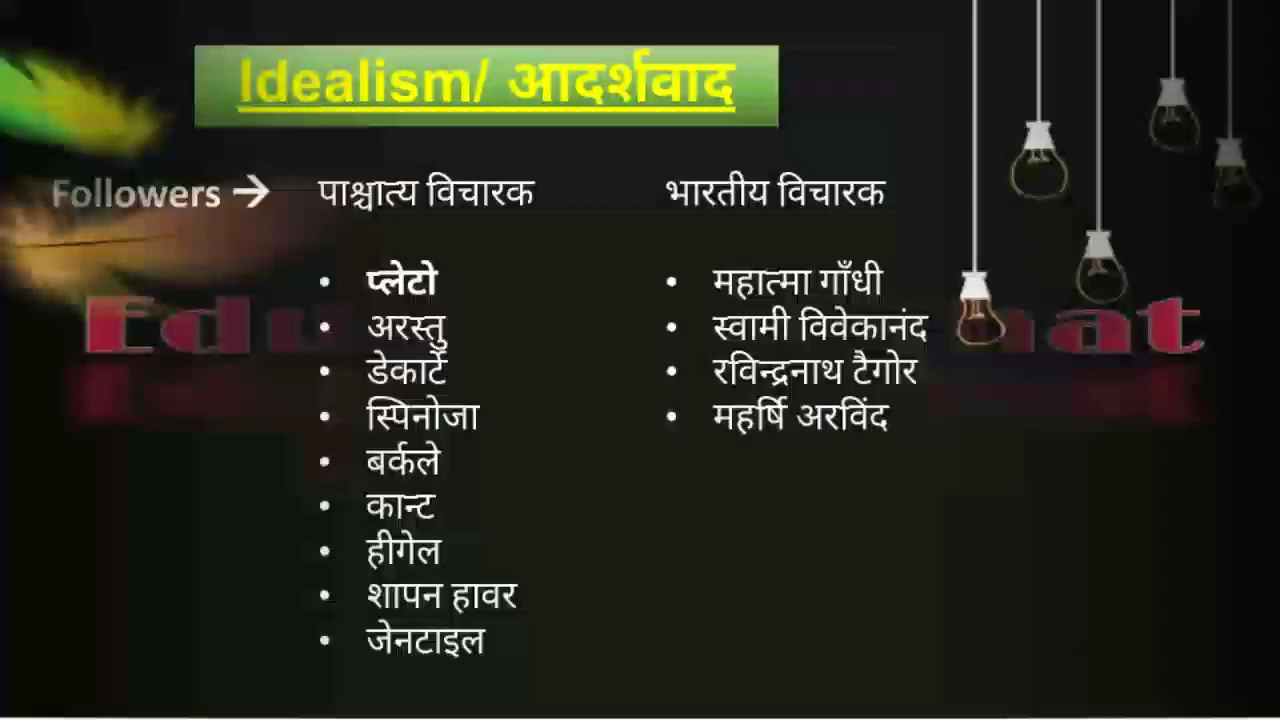 Idealism/ आदर्शवाद
Followers → पाश्चात्य विचारक भारतीय विचारक
• प्लेटो
• अरस्तु
• डेकार्टे
• स्पिनोजा
• बर्कले
• कान्ट
• हीगेल
• शापन हावर
• जेनटाइल
• महात्मा गाँधी
• स्वामी विवेकानंद
• रविन्द्रनाथ टैगोर
• महर्षि अरविंद